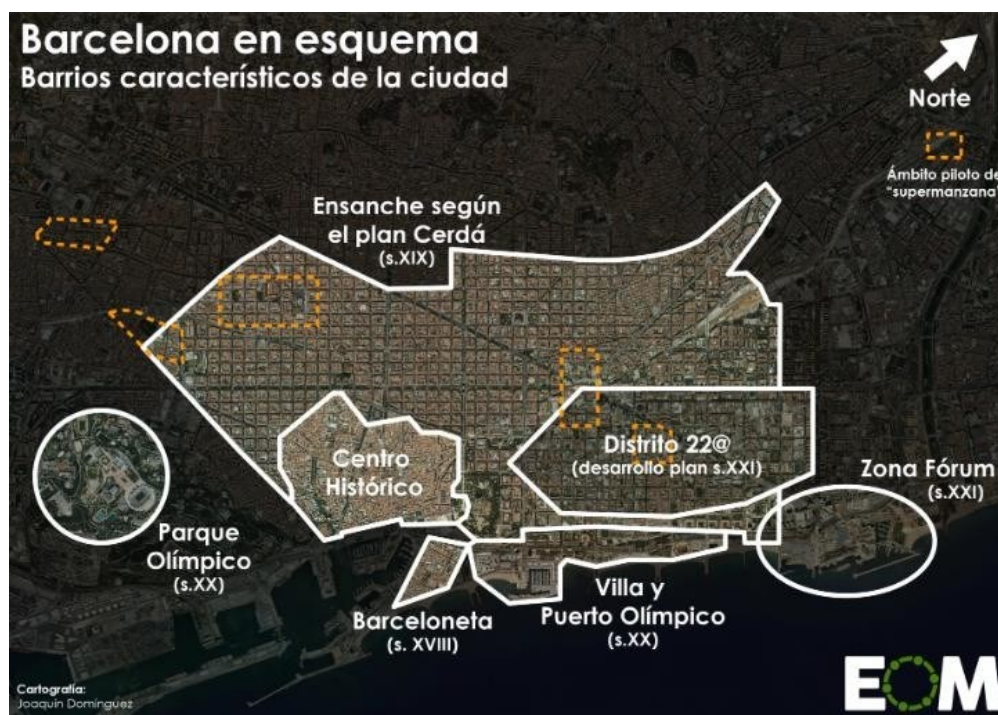 Barcelona en esquema
Barrios característicos de la ciudad
Norte
Ámbito piloto de
"supermanzana"
Ensanche según
el plan Cerdá
(s.XIX)
Centro
Histórico
Distrito 22@
(desarrollo plan s.XXI)
Zona Fórum
(s.XXI)
Parque
Olímpico
(s.XX)
Barceloneta
(s. XVIII)
Villa y
Puerto Olímpico
(s.XX)
Cartografía:
Joaquín Domínguez
EOM